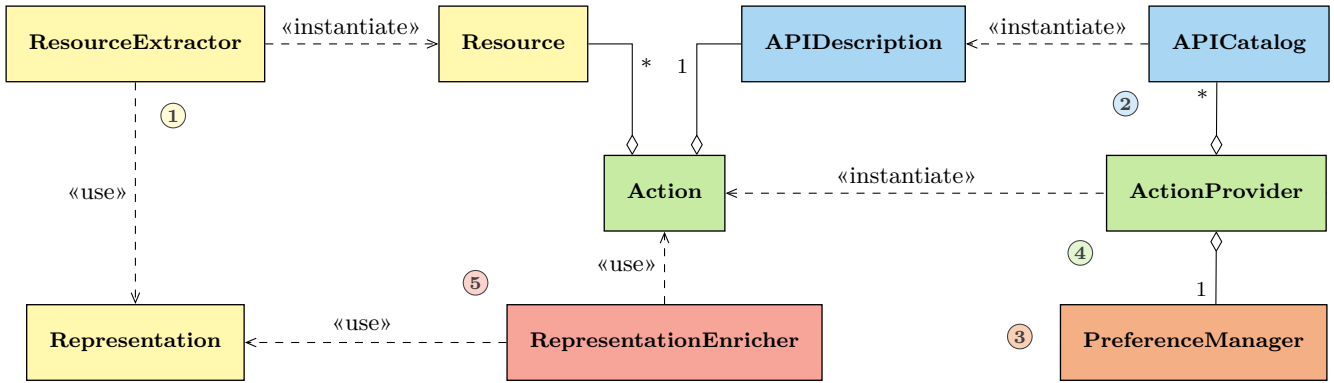 «instantiate»
«instantiate»
ResourceExtractor
Resource
APIDescription
APICatalog
*
1
*
1
2
«instantiate»
«use»
Action
ActionProvider
4
«use»
5
1
«use»
3
Representation
RepresentationEnricher
PreferenceManager